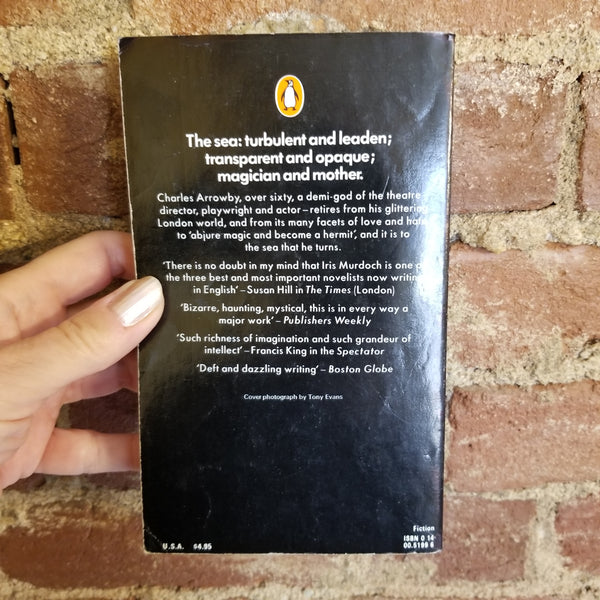 The sea: turbulent and leaden;
transparent and opaque;
magician and mother.
Charles Arrowby, over sixty, a demi-god of the theatre –
director, playwright and actor – retires from his glittering
London world, and from its many facets of love and hate
to ‘abjure magic and become a hermit’, and it is to
the sea that he turns.
‘There is no doubt in my mind that Iris Murdoch is one of
the three best and most important novelists now writing
in English’ – Susan Hill in The Times (London)
‘Bizarre, haunting, mystical, this is in every way a
major work’ – Publishers Weekly
‘Such richness of imagination and such grandeur of
intellect’ – Francis King in the Spectator
‘Deft and dazzling writing’ – Boston Globe
Cover photograph by Tony Evans
Fiction
ISBN 0 14
00.5199 6
U.S.A. $4.95